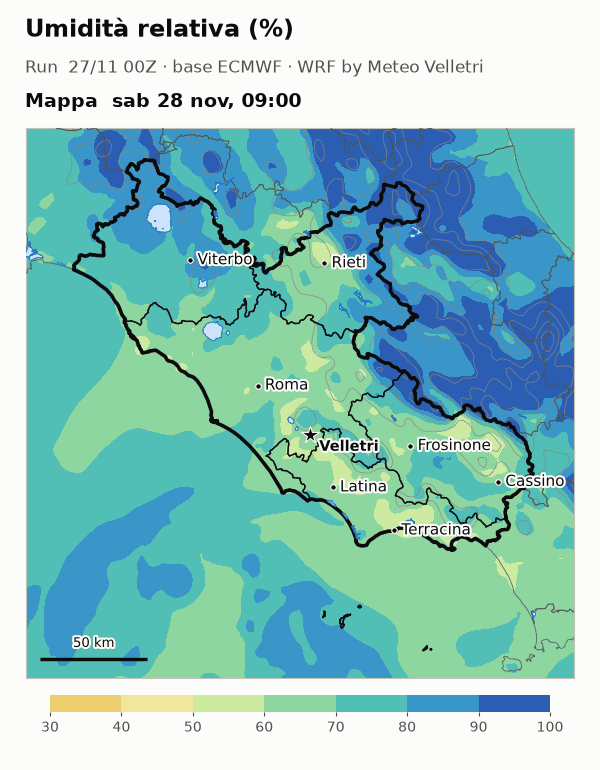 Umidità relativa (%)
Run  27/11 00Z · base ECMWF · WRF by Meteo Velletri
Mappa  sab 28 nov, 09:00
Viterbo
Rieti
Roma
Velletri
Frosinone
Cassino
Latina
Terracina
50 km
30 40 50 60 70 80 90 100